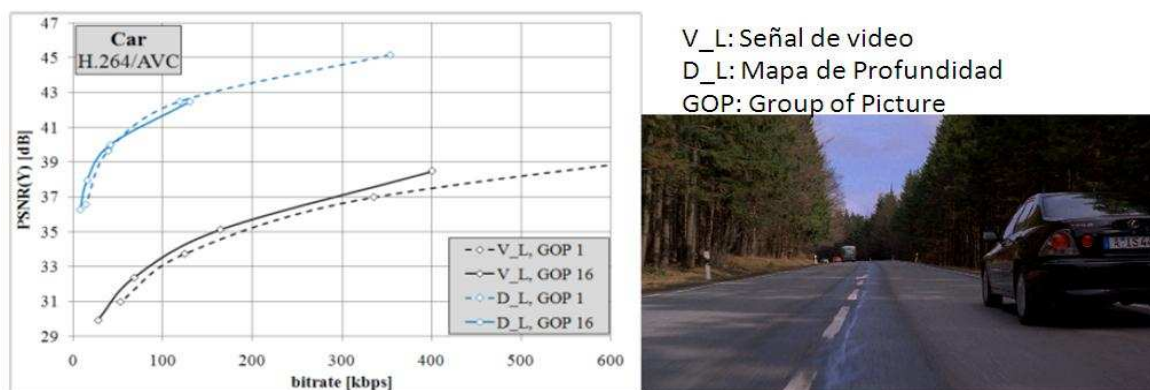 Car
H.264/AVC
PSNR(Y) [dB]
47
45
43
41
39
37
35
33
31
29
0
100
200
300
400
500
600
bitrate [kbps]
V_L, GOP 1
V_L, GOP 16
D_L, GOP 1
D_L, GOP 16
V_L: Señal de video
D_L: Mapa de Profundidad
GOP: Group of Picture